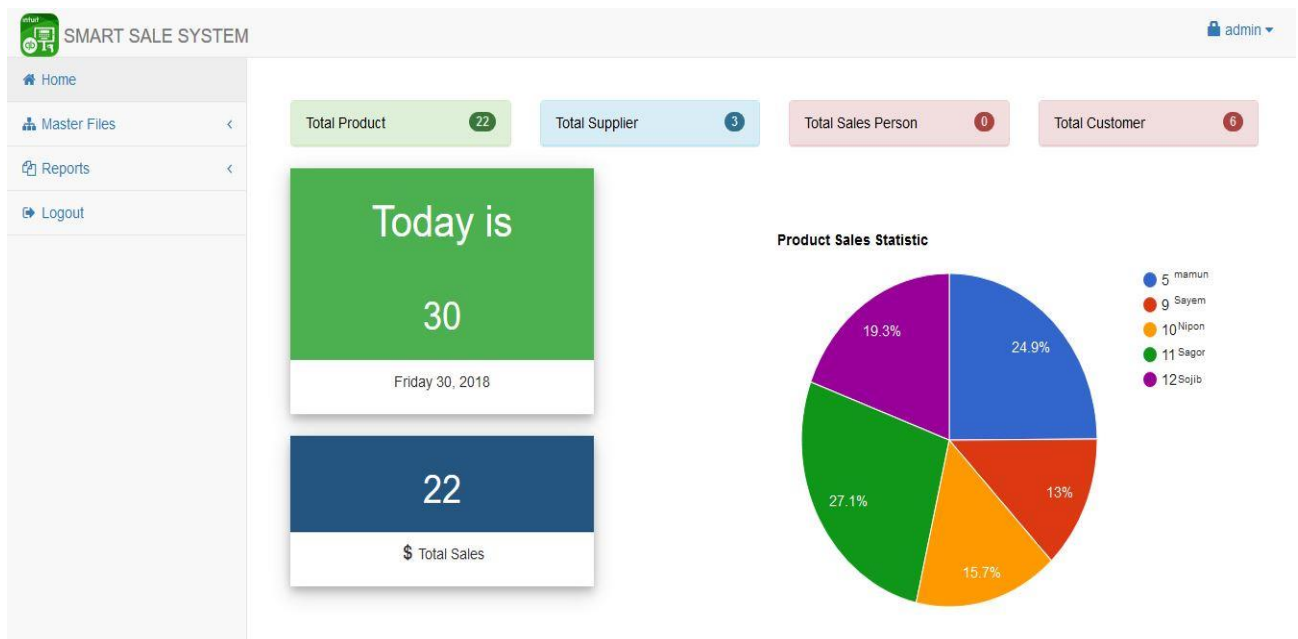 intuit
qb
SMART SALE SYSTEM
admin
Home
Master Files
Reports
Logout
Total Product 22
Total Supplier 3
Total Sales Person 0
Total Customer 6
Today is
30
Friday 30, 2018
22
$ Total Sales
Product Sales Statistic
19.3%
24.9%
27.1%
13%
15.7%
5 mamun
9 Sayem
10 Nipon
11 Sagor
12 Sojib